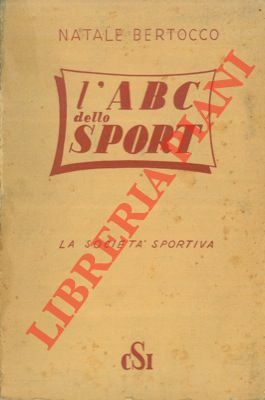 NATALE BERTOCCO
l'ABC
dello
SPORT
LA SOCIETA' SPORTIVA
CSI
LIBRERIA PIANI